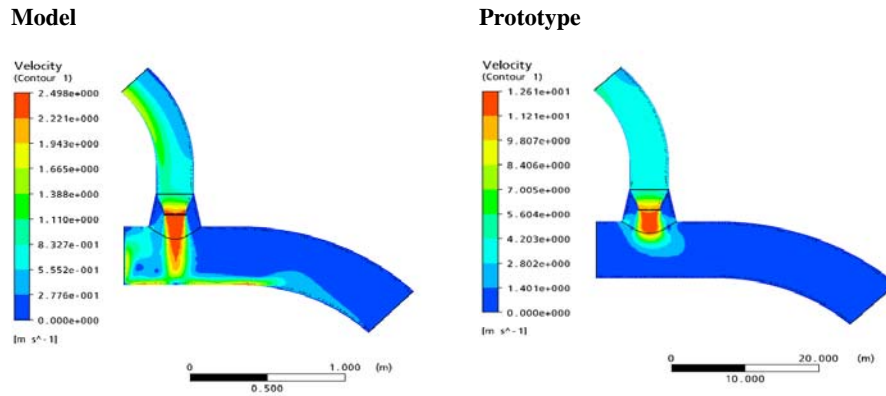 Model
Velocity
(Contour 1)
2.498e+000
2.221e+000
1.943e+000
1.665e+000
1.388e+000
1.110e+000
8.327e-001
5.552e-001
2.776e-001
0.000e+000
[m s^-1]
0
1.000 (m)
0.500
Prototype
Velocity
(Contour 1)
1.261e+001
1.121e+001
9.807e+000
8.406e+000
7.005e+000
5.604e+000
4.203e+000
2.802e+000
1.401e+000
0.000e+000
[m s^-1]
0
20.000 (m)
10.000